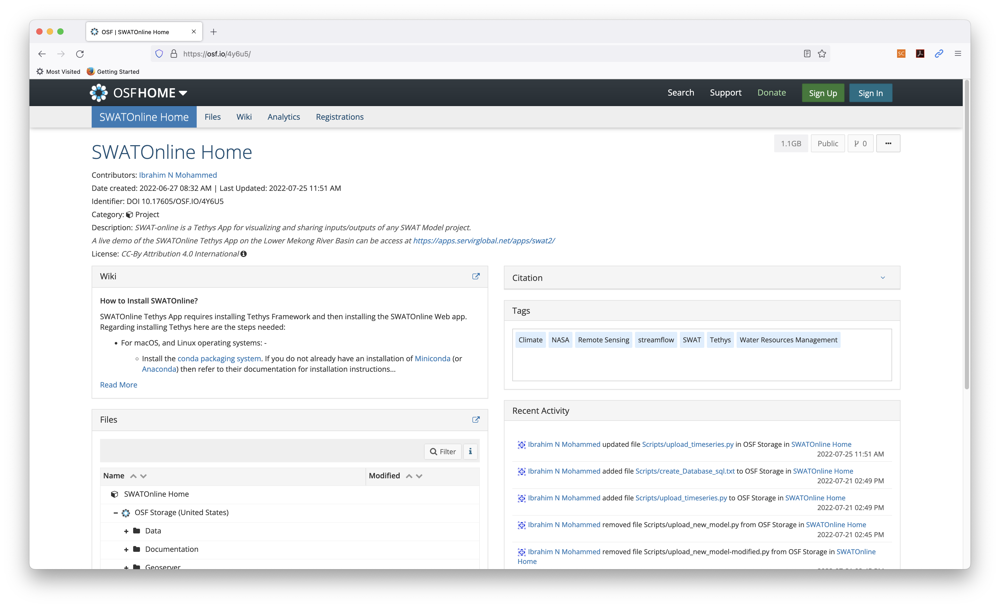 OSF | SWATOnline Home
https://osf.io/4y6u5/
SC
Most Visited Getting Started
OSFHOME Search Support Donate Sign Up Sign In
SWATOnline Home Files Wiki Analytics Registrations
1.1GB Public 0
SWATOnline Home
Contributors: Ibrahim N Mohammed
Date created: 2022-06-27 08:32 AM | Last Updated: 2022-07-25 11:51 AM
Identifier: DOI 10.17605/OSF.IO/4Y6U5
Category: Project
Description: SWAT-online is a Tethys App for visualizing and sharing inputs/outputs of any SWAT Model project.
A live demo of the SWATOnline Tethys App on the Lower Mekong River Basin can be access at https://apps.servirglobal.net/apps/swat2/
License: CC-By Attribution 4.0 International
Wiki
How to Install SWATOnline?
SWATOnline Tethys App requires installing Tethys Framework and then installing the SWATOnline Web app.
Regarding installing Tethys here are the steps needed:
For macOS, and Linux operating systems: -
Install the conda packaging system. If you do not already have an installation of Miniconda (or
Anaconda) then refer to their documentation for installation instructions...
Read More
Files
Filter
Name Modified
SWATOnline Home
OSF Storage (United States)
Data
Documentation
Geoserver
Citation
Tags
Climate NASA Remote Sensing streamflow SWAT Tethys Water Resources Management
Recent Activity
Ibrahim N Mohammed updated file Scripts/upload_timeseries.py in OSF Storage in SWATOnline Home
2022-07-25 11:51 AM
Ibrahim N Mohammed added file Scripts/create_Database_sql.txt to OSF Storage in SWATOnline Home
2022-07-21 02:49 PM
Ibrahim N Mohammed added file Scripts/upload_timeseries.py to OSF Storage in SWATOnline Home
2022-07-21 02:49 PM
Ibrahim N Mohammed removed file Scripts/upload_new_model.py from OSF Storage in SWATOnline Home
2022-07-21 02:45 PM
Ibrahim N Mohammed removed file Scripts/upload_new_model-modified.py from OSF Storage in SWATOnline
Home